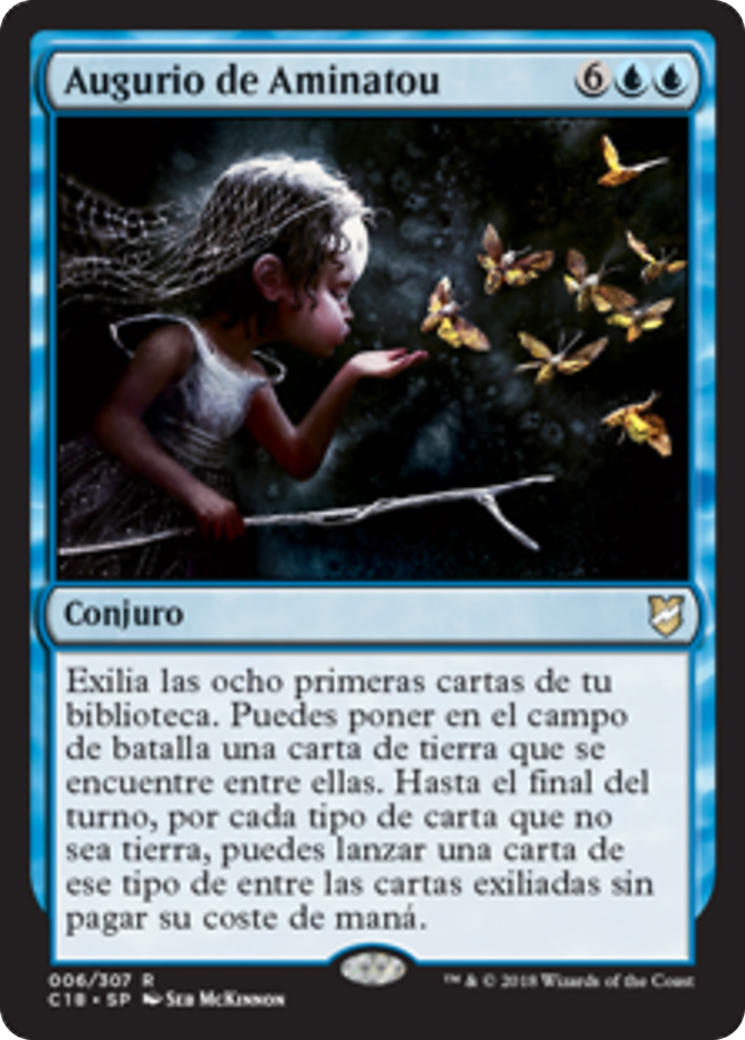 Augurio de Aminatou 6
Conjuro
Exilia las ocho primeras cartas de tu
biblioteca. Puedes poner en el campo
de batalla una carta de tierra que se
encuentre entre ellas. Hasta el final del
turno, por cada tipo de carta que no
sea tierra, puedes lanzar una carta de
ese tipo de entre las cartas exiliadas sin
pagar su coste de maná.
006/307 R
C18 • SP Seb McKinnon
™ & © 2018 Wizards of the Coast